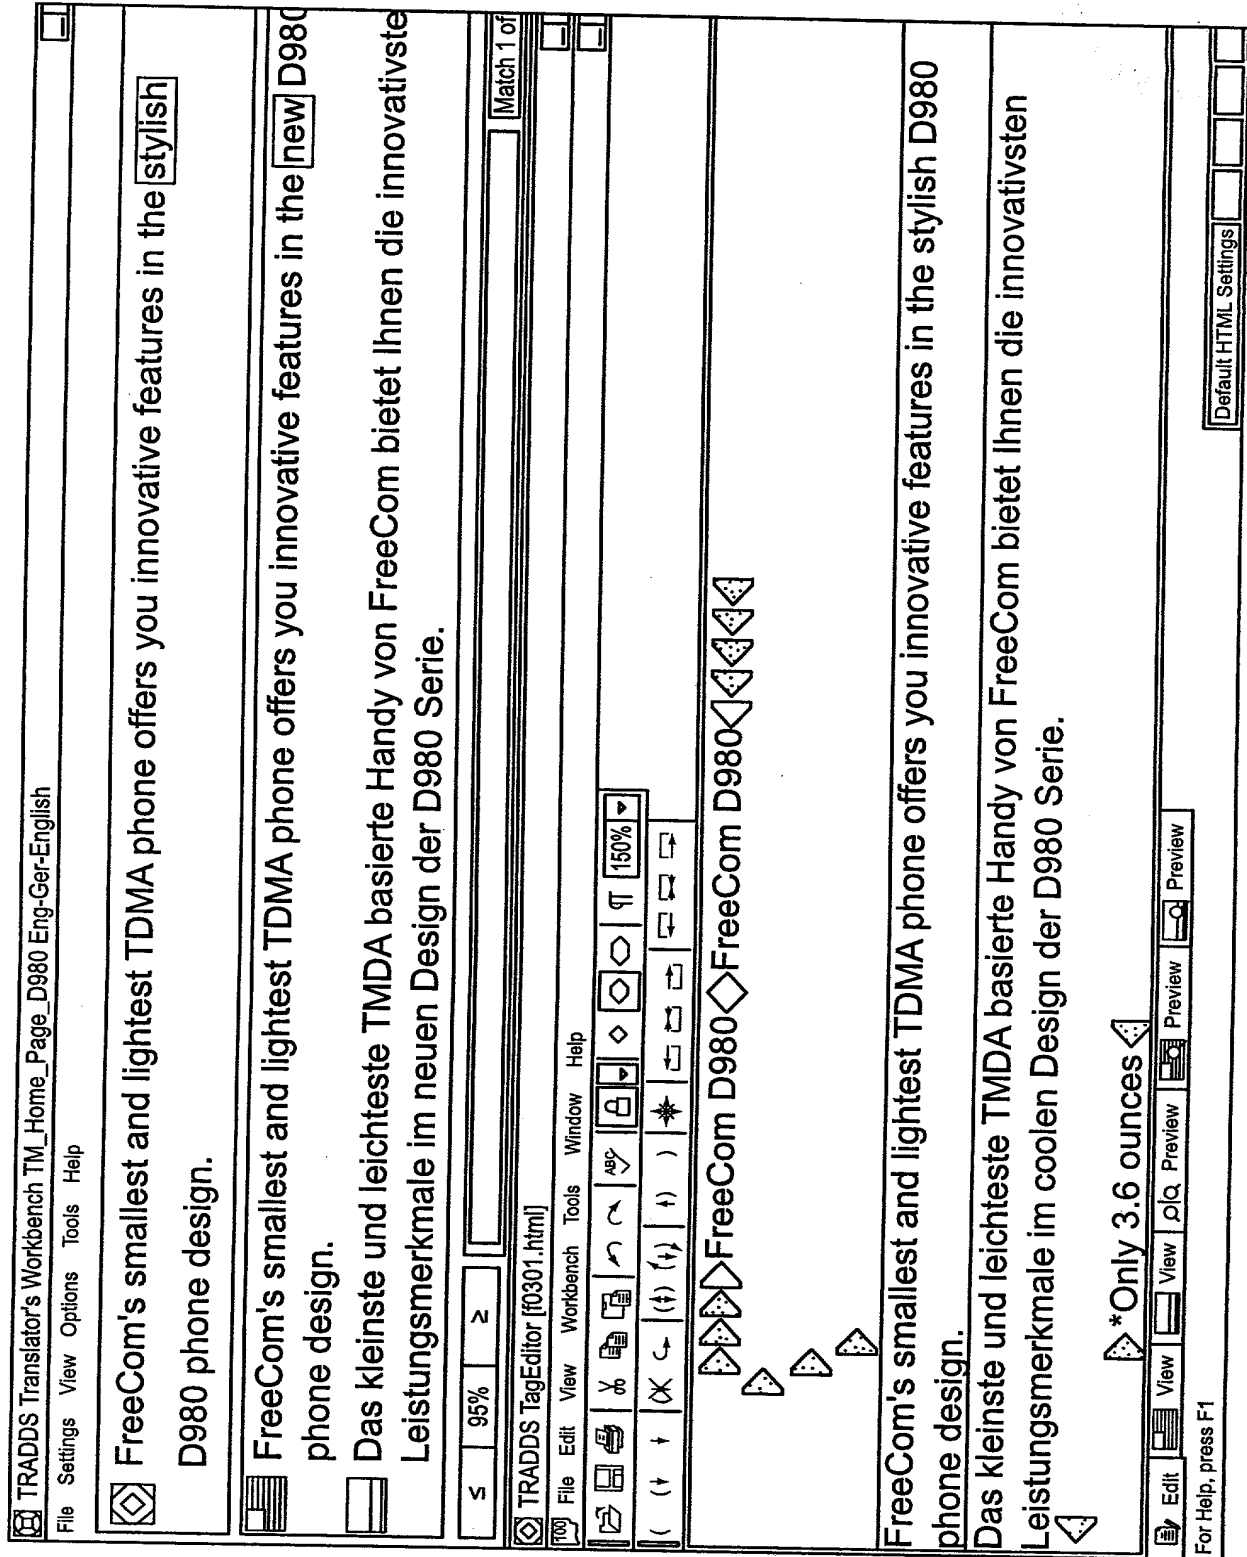 TRADDS Translator's Workbench TM_Home_Page_D980 Eng-Ger-English
File Settings View Options Tools Help
FreeCom's smallest and lightest TDMA phone offers you innovative features in the stylish
D980 phone design.
FreeCom's smallest and lightest TDMA phone offers you innovative features in the new D980
phone design.
Das kleinste und leichteste TMDA basierte Handy von FreeCom bietet Ihnen die innovativste
Leistungsmerkmale im neuen Design der D980 Serie.
≤ 95% ≥ Match 1 of
TRADDS TagEditor [f0301.html]
File Edit View Workbench Tools Window Help
ABC ¶ 150%
FreeCom D980 FreeCom D980
FreeCom's smallest and lightest TDMA phone offers you innovative features in the stylish D980
phone design.
Das kleinste und leichteste TMDA basierte Handy von FreeCom bietet Ihnen die innovativsten
Leistungsmerkmale im coolen Design der D980 Serie.
*Only 3.6 ounces
Edit View View Preview Preview Preview
For Help, press F1 Default HTML Settings